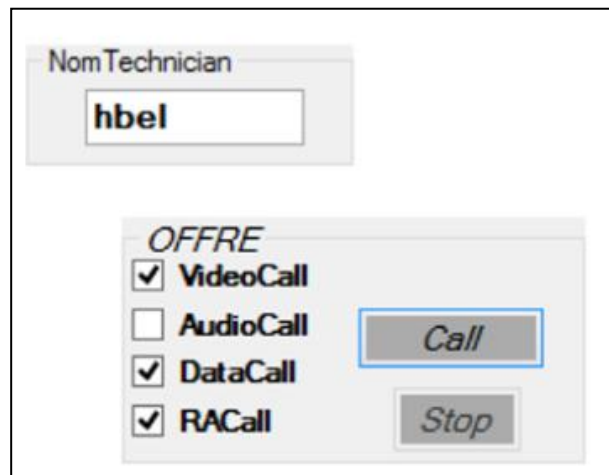 NomTechnician
hbel
OFFRE
VideoCall
AudioCall
Call
DataCall
RACall
Stop